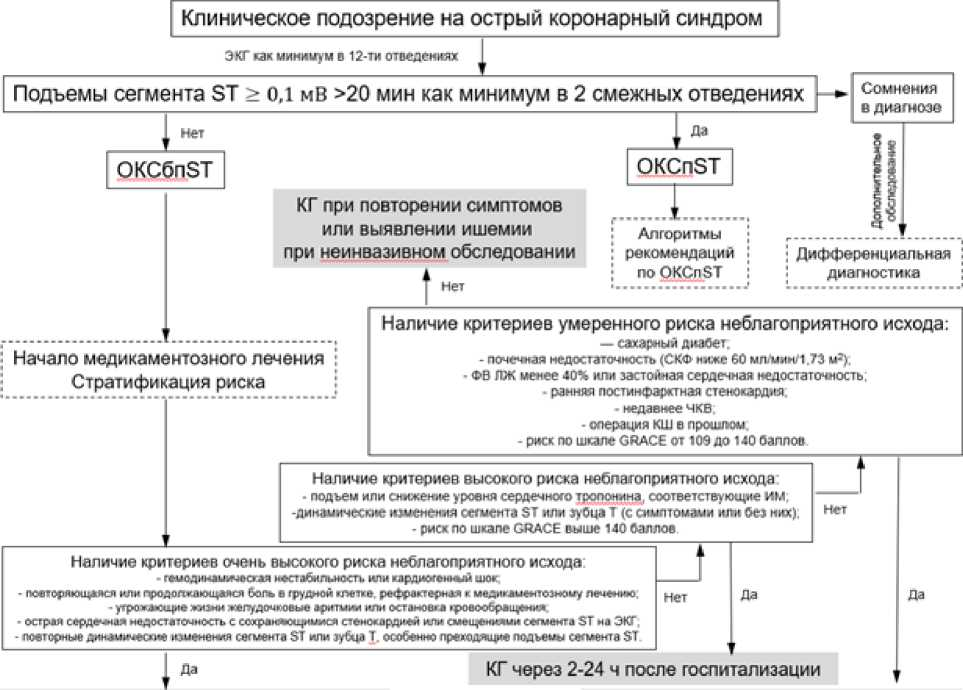 Клиническое подозрение на острый коронарный синдром
ЭКГ как минимум в 12-ти отведениях
Подъемы сегмента ST ≥ 0,1 мВ >20 мин как минимум в 2 смежных отведениях
Сомнения
в диагнозе
Нет
Да
ОКСбпST
ОКСпST
Дополнительное
обследование
КГ при повторении симптомов
или выявлении ишемии
при неинвазивном обследовании
Алгоритмы
рекомендаций
по ОКСпST
Дифференциальная
диагностика
Нет
Наличие критериев умеренного риска неблагоприятного исхода:
— сахарный диабет;
- почечная недостаточность (СКФ ниже 60 мл/мин/1,73 м²);
- ФВ ЛЖ менее 40% или застойная сердечная недостаточность;
- ранняя постинфарктная стенокардия;
- недавнее ЧКВ;
- операция КШ в прошлом;
- риск по шкале GRACE от 109 до 140 баллов.
Начало медикаментозного лечения
Стратификация риска
Наличие критериев высокого риска неблагоприятного исхода:
- подъем или снижение уровня сердечного тропонина, соответствующие ИМ;
-динамические изменения сегмента ST или зубца T (с симптомами или без них);
- риск по шкале GRACE выше 140 баллов.
Нет
Наличие критериев очень высокого риска неблагоприятного исхода:
- гемодинамическая нестабильность или кардиогенный шок;
- повторяющаяся или продолжающаяся боль в грудной клетке, рефрактерная к медикаментозному лечению;
- угрожающие жизни желудочковые аритмии или остановка кровообращения;
- острая сердечная недостаточность с сохраняющимися стенокардией или смещениями сегмента ST на ЭКГ;
- повторные динамические изменения сегмента ST или зубца T, особенно преходящие подъемы сегмента ST.
Нет
Да
Да
Да
КГ через 2-24 ч после госпитализации